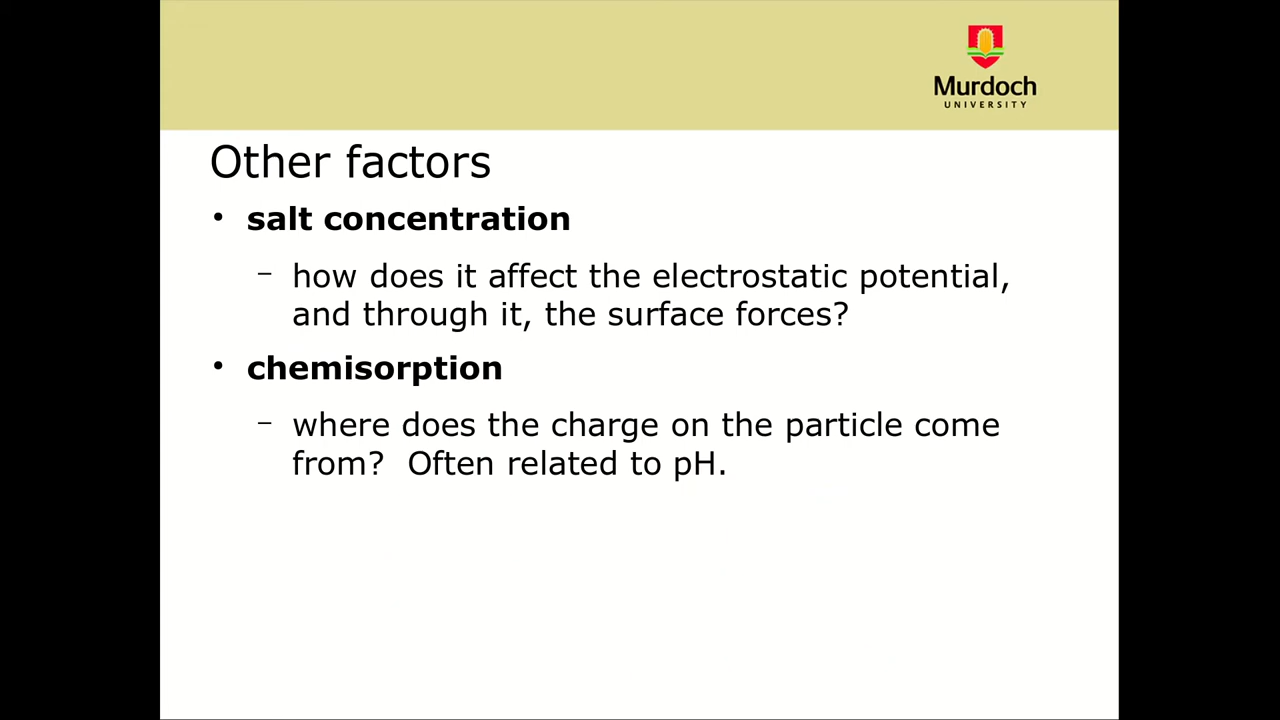 Murdoch
UNIVERSITY
Other factors
• salt concentration
– how does it affect the electrostatic potential,
and through it, the surface forces?
• chemisorption
– where does the charge on the particle come
from?  Often related to pH.